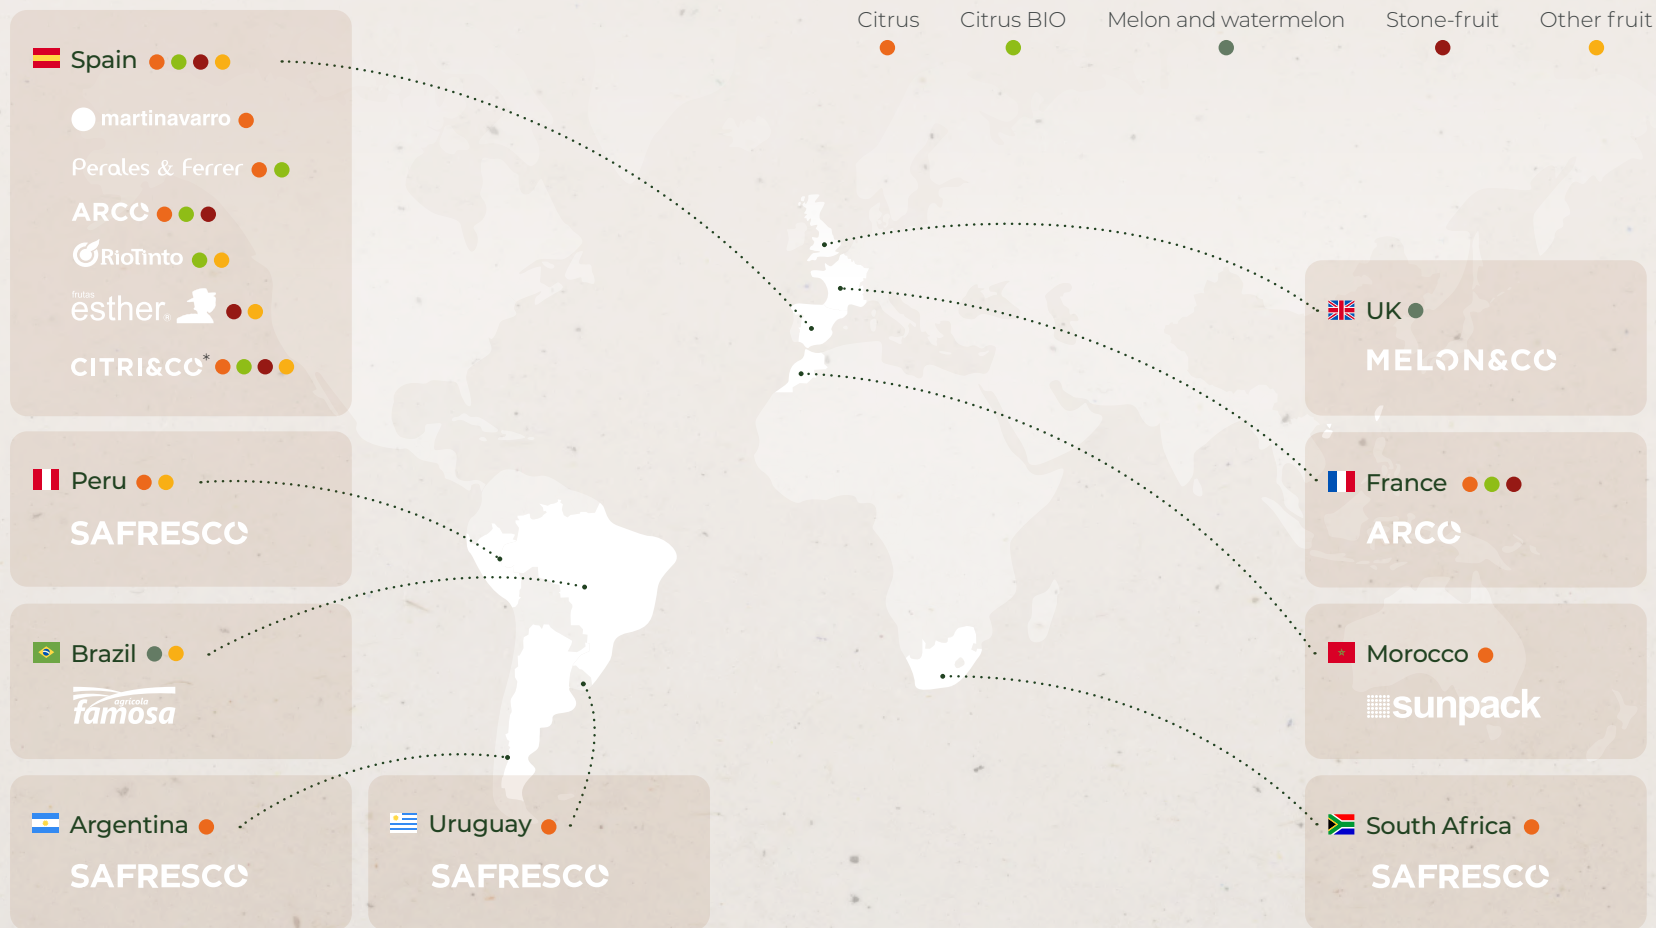 Citrus
Citrus BIO
Melon and watermelon
Stone-fruit
Other fruit
Spain
martinavarro
Perales & Ferrer
ARCO
RioTinto
frutas
esther®
CITRI&CO*
Peru
SAFRESCO
Brazil
agrícola
famosa
Argentina
SAFRESCO
Uruguay
SAFRESCO
UK
MELON&CO
France
ARCO
Morocco
sunpack
South Africa
SAFRESCO